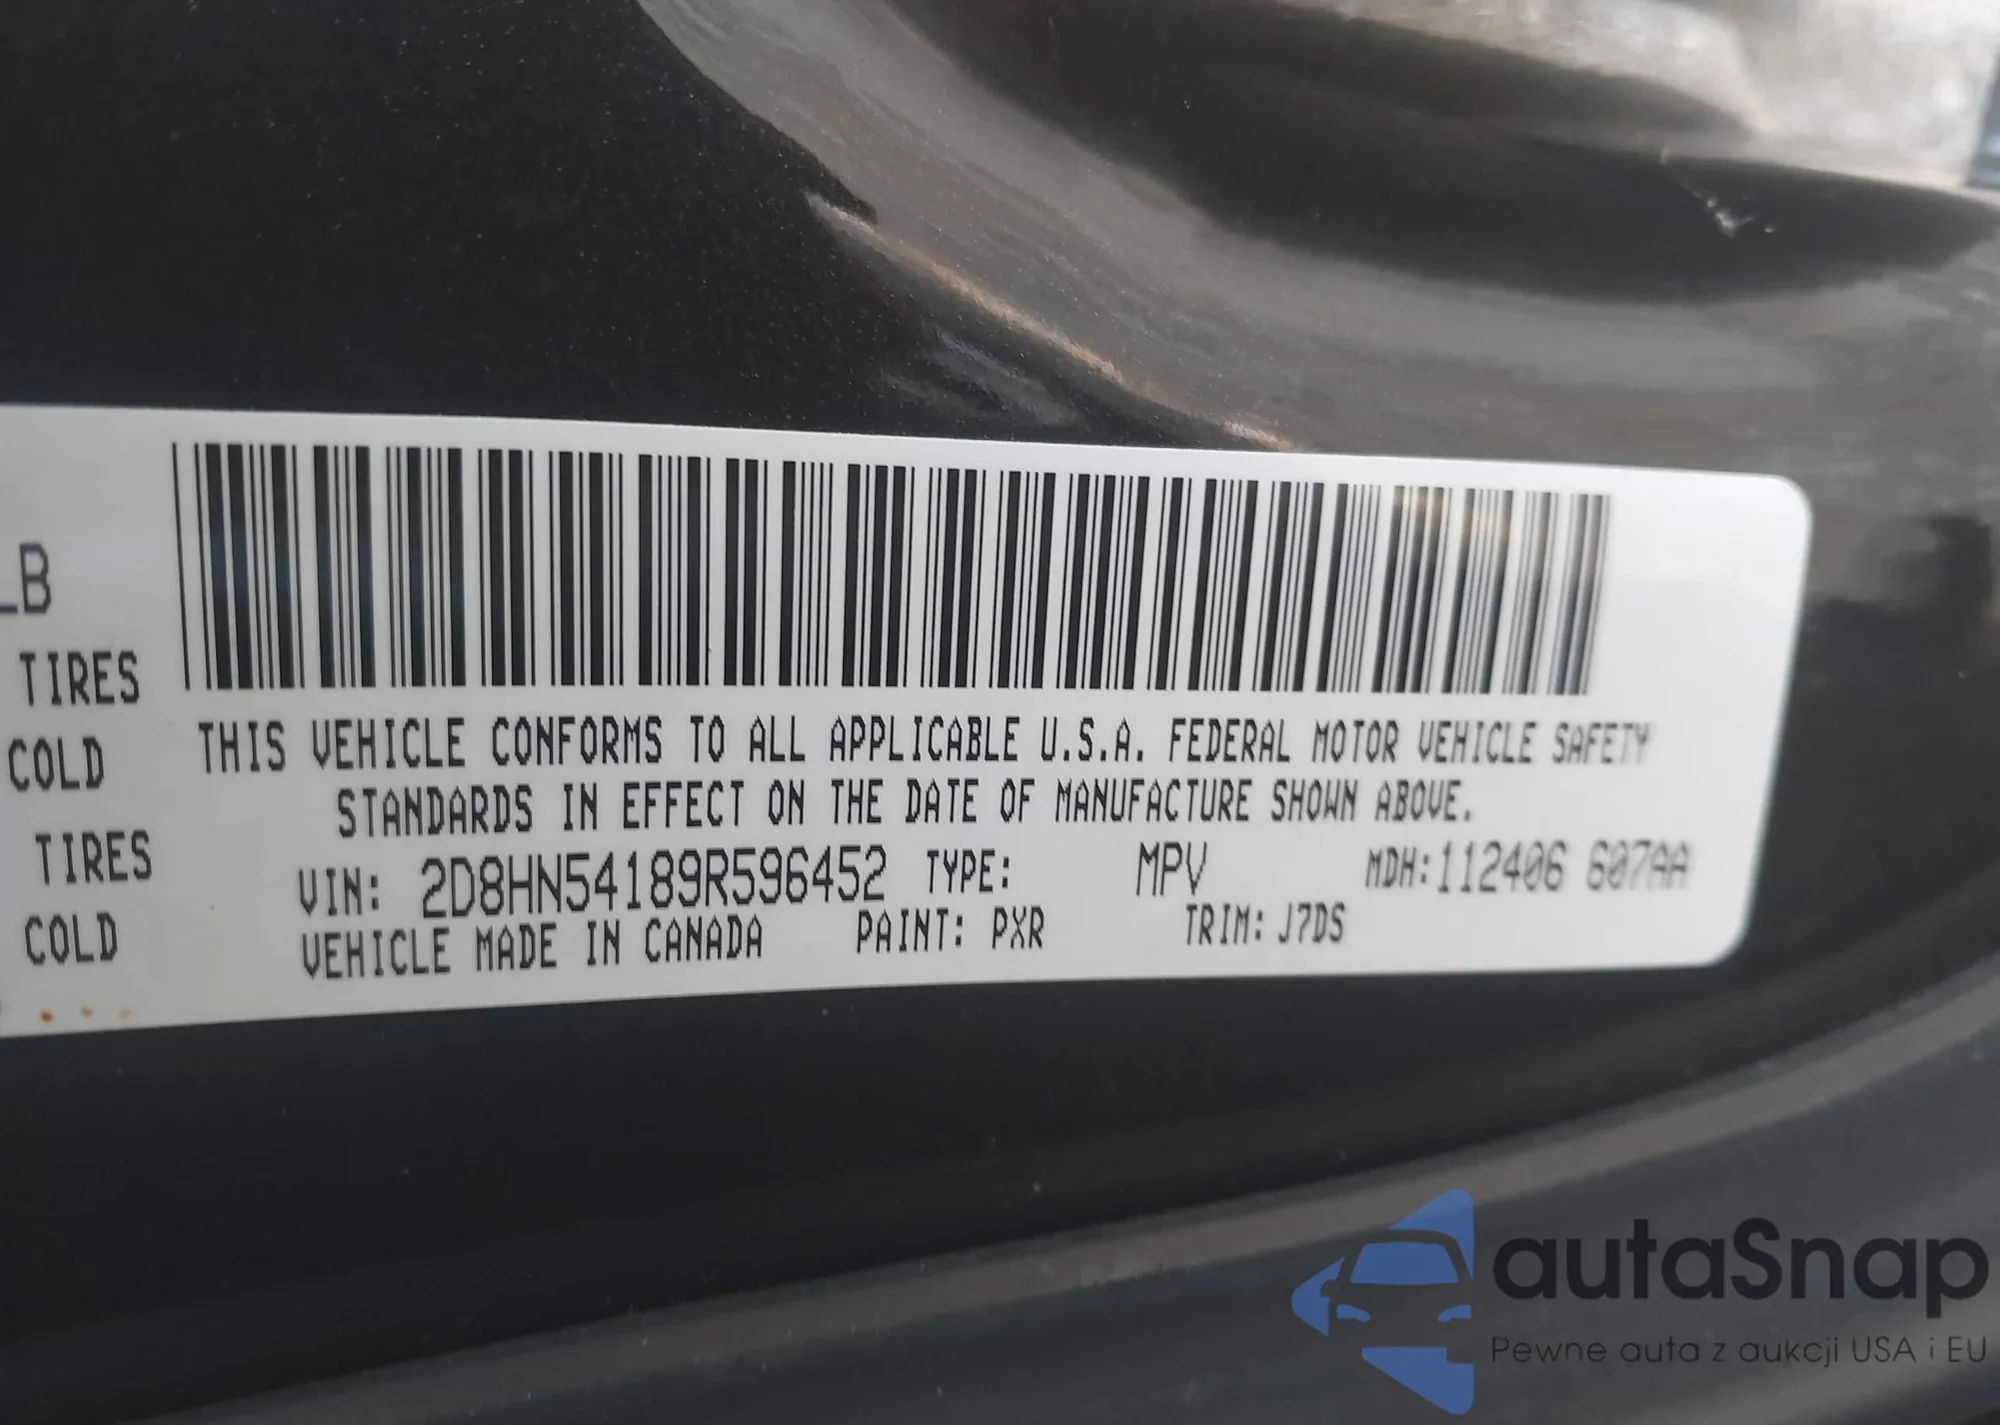 LB
TIRES
COLD
TIRES
COLD
THIS VEHICLE CONFORMS TO ALL APPLICABLE U.S.A. FEDERAL MOTOR VEHICLE SAFETY
STANDARDS IN EFFECT ON THE DATE OF MANUFACTURE SHOWN ABOVE.
VIN: 2D8HN54189R596452 TYPE: MPV MDH:112406 607AA
VEHICLE MADE IN CANADA PAINT: PXR TRIM: J7DS
autaSnap
Pewne auta z aukcji USA i EU